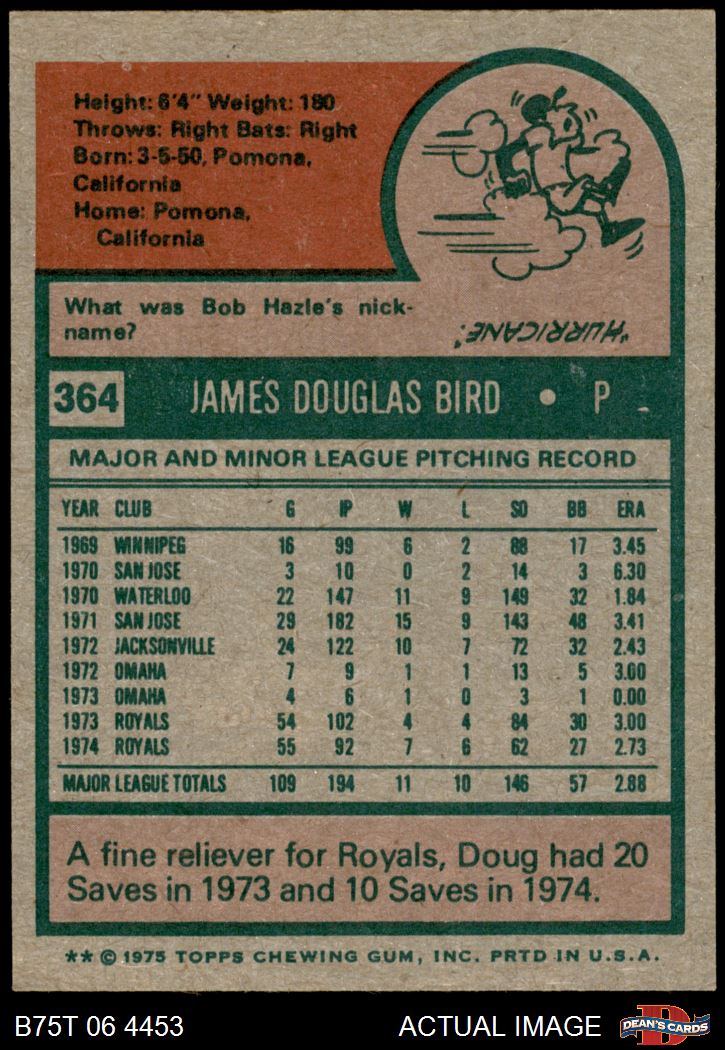 Height: 6'4" Weight: 180
Throws: Right Bats: Right
Born: 3-5-50, Pomona,
California
Home: Pomona,
California
What was Bob Hazle's nick-
name?
"HURRICANE".
364 JAMES DOUGLAS BIRD • P
MAJOR AND MINOR LEAGUE PITCHING RECORD
YEAR CLUB G IP W L SO BB ERA
1969 WINNIPEG 16 99 6 2 88 17 3.45
1970 SAN JOSE 3 10 0 2 14 3 6.30
1970 WATERLOO 22 147 11 9 149 32 1.84
1971 SAN JOSE 29 182 15 9 143 48 3.41
1972 JACKSONVILLE 24 122 10 7 72 32 2.43
1972 OMAHA 7 9 1 1 13 5 3.00
1973 OMAHA 4 6 1 0 3 1 0.00
1973 ROYALS 54 102 4 4 84 30 3.00
1974 ROYALS 55 92 7 6 62 27 2.73
MAJOR LEAGUE TOTALS 109 194 11 10 146 57 2.88
A fine reliever for Royals, Doug had 20
Saves in 1973 and 10 Saves in 1974.
** © 1975 TOPPS CHEWING GUM, INC. PRTD IN U.S.A.
B75T 06 4453 ACTUAL IMAGE D DEAN'S CARDS